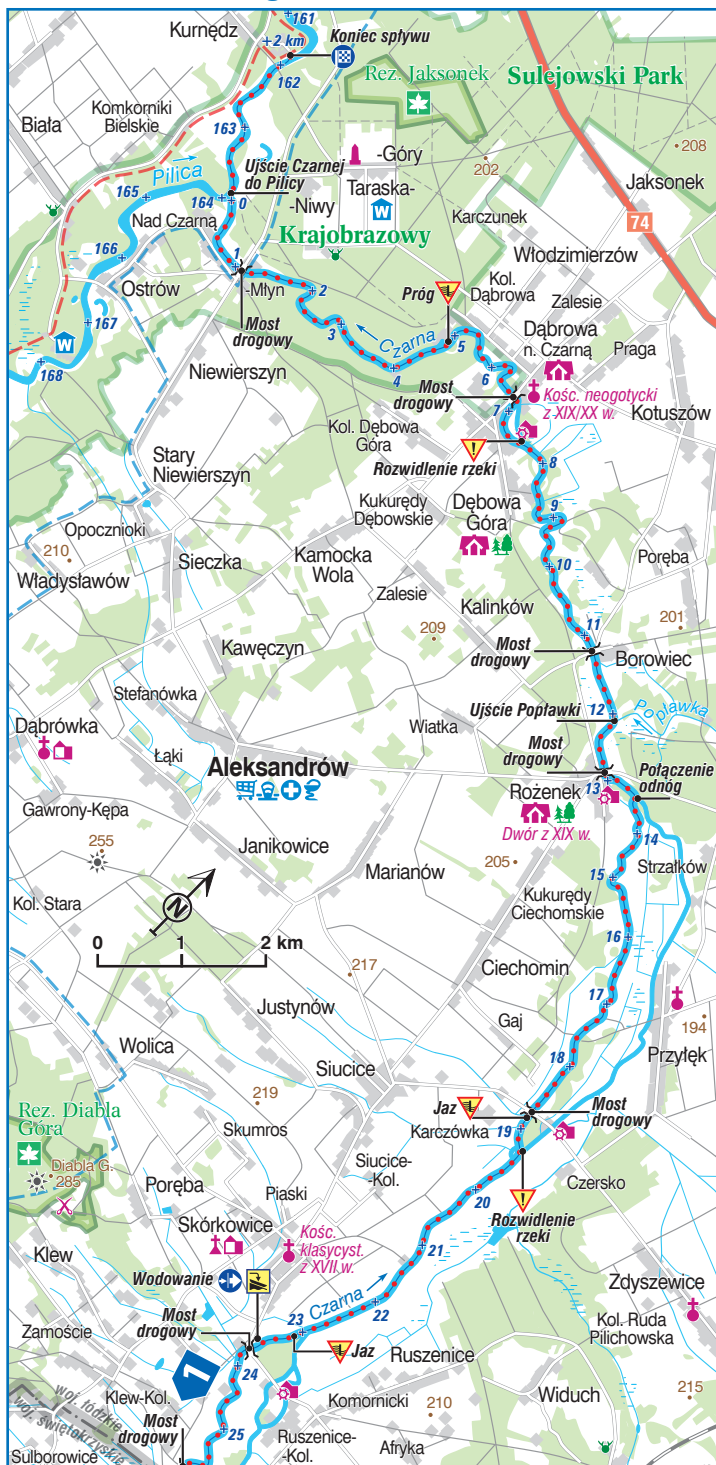 161
Kurnędz
2 km
Koniec spływu
162
Rez. Jaksonek
Sulejowski Park
Komkorniki
Bielskie
Biała
163
208
Ujście Czarnej
do Pilicy
-Góry
202
Pilica
165
164
0
Taraska-
Jaksonek
Nad Czarną
-Niwy
Karczunek
74
166
Krajobrazowy
Włodzimierzów
1
Ostrów
-Młyn
2
Próg
Kol.
Dąbrowa
Zalesie
167
Most
drogowy
3
Czarna
5
Dąbrowa
n. Czarną
Praga
168
4
6
Niewierszyn
Most
drogowy
Kośc. neogotycki
z XIX/XX w.
7
Kotuszów
Kol. Dębowa
Góra
Stary
Niewierszyn
Rozwidlenie rzeki
8
Kukurędy
Dębowskie
Dębowa
Góra
9
Opocznioki
210
Sieczka
Kamocka
Wola
10
Poręba
Władysławów
Zalesie
Kalinków
11
201
209
Kawęczyn
Most
drogowy
Borowiec
Stefanówka
12
Popławka
Ujście Popławki
Dąbrówka
Wiatka
Łąki
Most
drogowy
Aleksandrów
Połączenie
odnóg
13
Rożenek
Gawrony-Kępa
Dwór z XIX w.
14
Janikowice
255
205
Marianów
15
Strzałków
Kol. Stara
Kukurędy
Ciechomskie
N
0
1
2 km
16
Ciechomin
217
17
Justynów
Gaj
194
Wolica
Przyłęk
18
Siucice
219
Rez. Diabla
Góra
Jaz
Most
drogowy
Skumros
19
Karczówka
Diabla G.
285
Siucice-
Kol.
Czersko
Poręba
Piaski
20
Rozwidlenie
rzeki
Skórkowice
Kośc.
klasycyst.
z XVII w.
21
Klew
Wodowanie
Zdyszewice
Czarna
22
Kol. Ruda
Pilichowska
Most
drogowy
23
Zamoście
Jaz
Ruszenice
1
24
Widuch
215
Klew-Kol.
Komornicki
210
woj. łódzkie
woj. świętokrzyskie
Most
drogowy
25
Ruszenice-
-Kol.
Afryka
Sulborowice